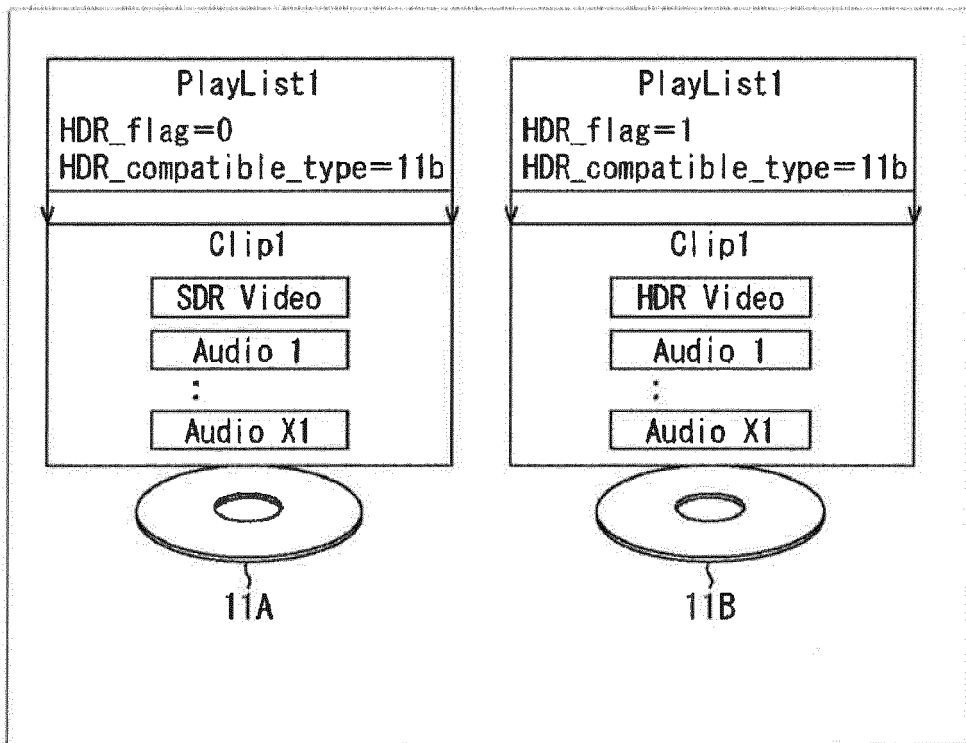 PlayList1
HDR_flag=0
HDR_compatible_type=11b
Clip1
SDR Video
Audio 1
:
Audio X1
11A
PlayList1
HDR_flag=1
HDR_compatible_type=11b
Clip1
HDR Video
Audio 1
:
Audio X1
11B